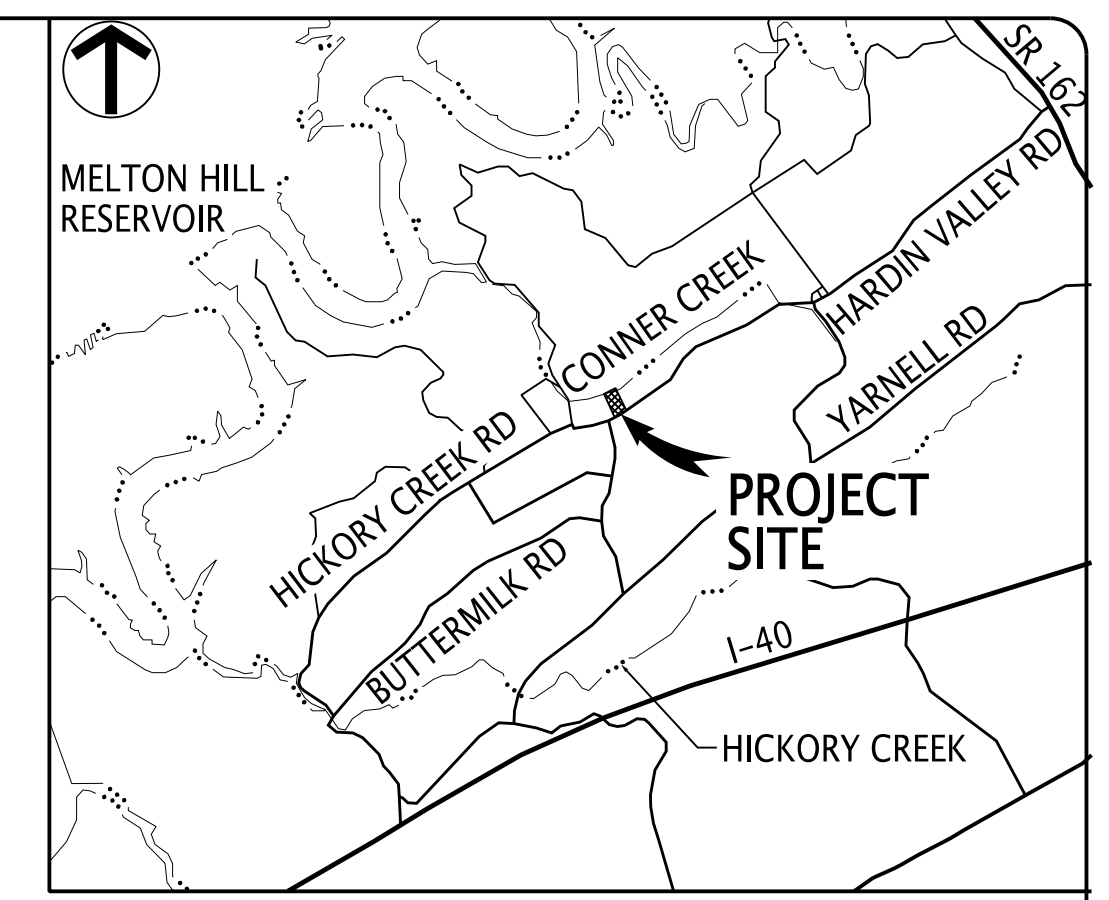 SR 162
MELTON HILL
RESERVOIR
HARDIN VALLEY RD
CONNER CREEK
YARNELL RD
HICKORY CREEK RD
PROJECT
SITE
BUTTERMILK RD
I-40
HICKORY CREEK